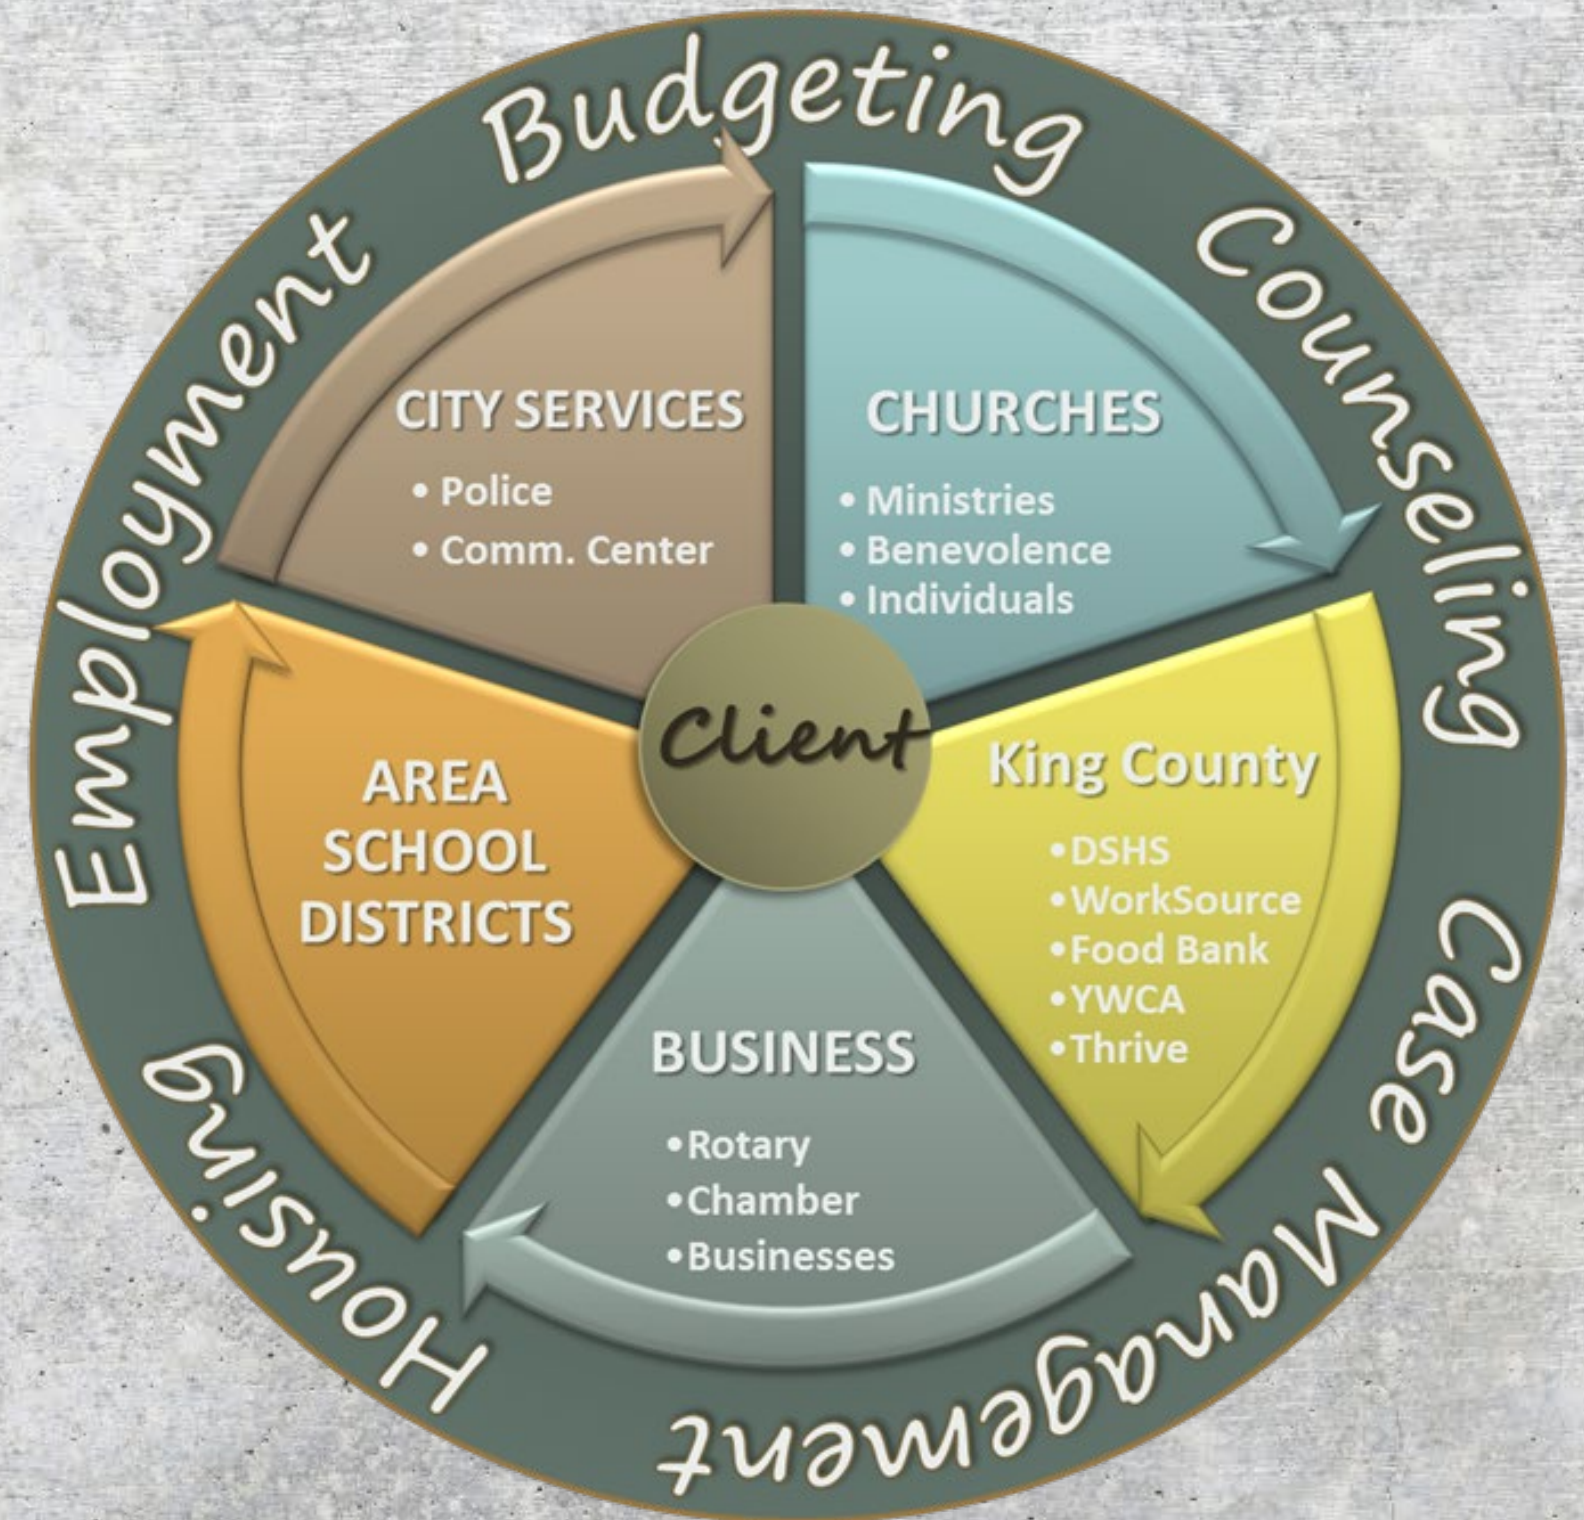 Budgeting
Counseling
Case Management
Housing
Employment
CITY SERVICES
• Police
• Comm. Center
CHURCHES
• Ministries
• Benevolence
• Individuals
King County
•DSHS
•WorkSource
•Food Bank
•YWCA
•Thrive
BUSINESS
•Rotary
•Chamber
•Businesses
AREA
SCHOOL
DISTRICTS
Client